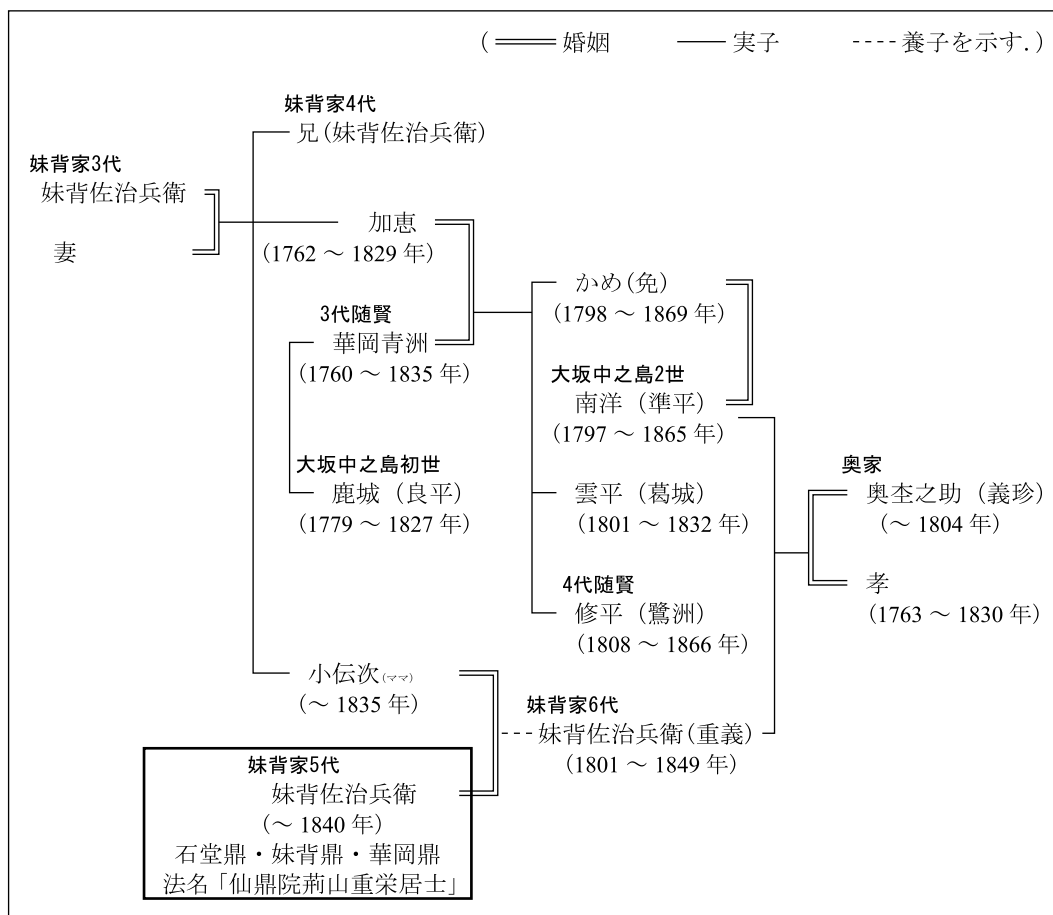 ( 婚姻 実子 養子を示す.)
妹背家4代
兄(妹背佐治兵衛)
妹背家3代
妹背佐治兵衛
妻
加恵
(1762 ～ 1829 年)
3代随賢
華岡青洲
(1760 ～ 1835 年)
大坂中之島初世
鹿城(良平)
(1779 ～ 1827 年)
かめ(免)
(1798 ～ 1869 年)
大坂中之島2世
南洋(準平)
(1797 ～ 1865 年)
雲平(葛城)
(1801 ～ 1832 年)
4代随賢
修平(鷺洲)
(1808 ～ 1866 年)
奥家
奥杢之助(義珍)
(～ 1804 年)
孝
(1763 ～ 1830 年)
小伝次(ママ)
(～ 1835 年)
妹背家6代
妹背佐治兵衛(重義)
(1801 ～ 1849 年)
妹背家5代
妹背佐治兵衛
(～ 1840 年)
石堂鼎・妹背鼎・華岡鼎
法名「仙鼎院荊山重栄居士」